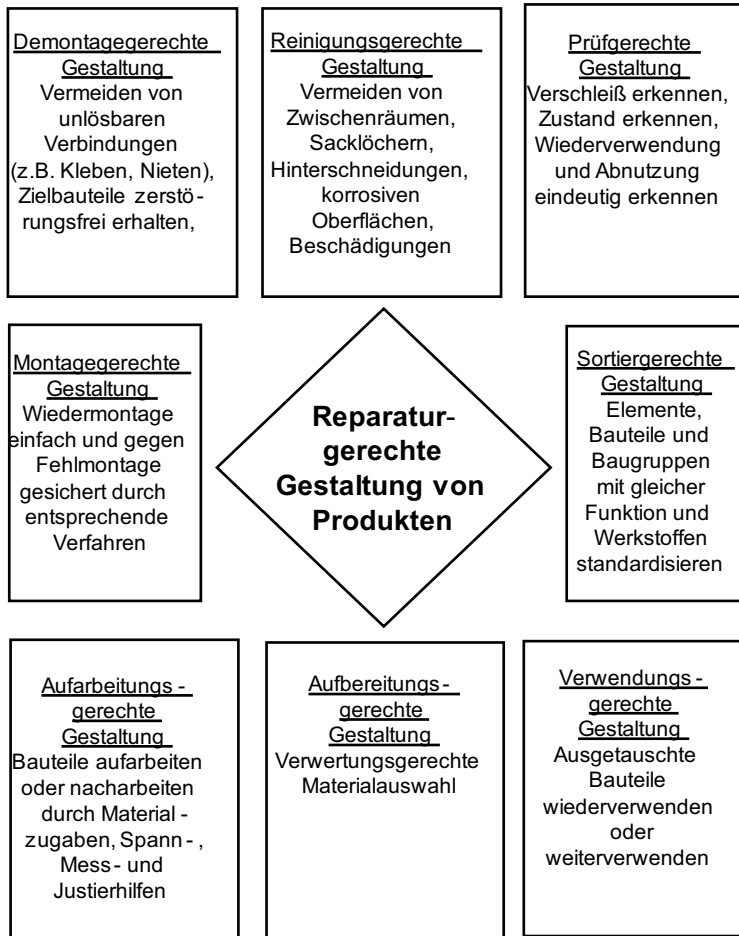 Demontagegerechte
Gestaltung
Vermeiden von
unlösbaren
Verbindungen
(z.B. Kleben, Nieten),
Zielbauteile zerstö-
rungsfrei erhalten,
Reinigungsgerechte
Gestaltung
Vermeiden von
Zwischenräumen,
Sacklöchern,
Hinterschneidungen,
korrosiven
Oberflächen,
Beschädigungen
Prüfgerechte
Gestaltung
Verschleiß erkennen,
Zustand erkennen,
Wiederverwendung
und Abnutzung
eindeutig erkennen
Montagegerechte
Gestaltung
Wiedermontage
einfach und gegen
Fehlmontage
gesichert durch
entsprechende
Verfahren
Reparatur-
gerechte
Gestaltung von
Produkten
Sortiergerechte
Gestaltung
Elemente,
Bauteile und
Baugruppen
mit gleicher
Funktion und
Werkstoffen
standardisieren
Aufarbeitungs-
gerechte
Gestaltung
Bauteile aufarbeiten
oder nacharbeiten
durch Material-
zugaben, Spann-,
Mess- und
Justierhilfen
Aufbereitungs-
gerechte
Gestaltung
Verwertungsgerechte
Materialauswahl
Verwendungs-
gerechte
Gestaltung
Ausgetauschte
Bauteile
wiederverwenden
oder
weiterverwenden